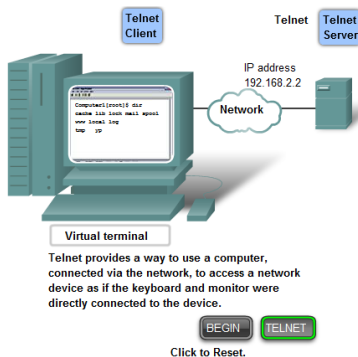 Telnet
Client
Telnet
Telnet
Server
IP address
192.168.2.2
Computer1[root]$ dir
cache lib lock mail spool
www local log
tmp yp
Network
Virtual terminal
Telnet provides a way to use a computer,
connected via the network, to access a network
device as if the keyboard and monitor were
directly connected to the device.
BEGIN
TELNET
Click to Reset.